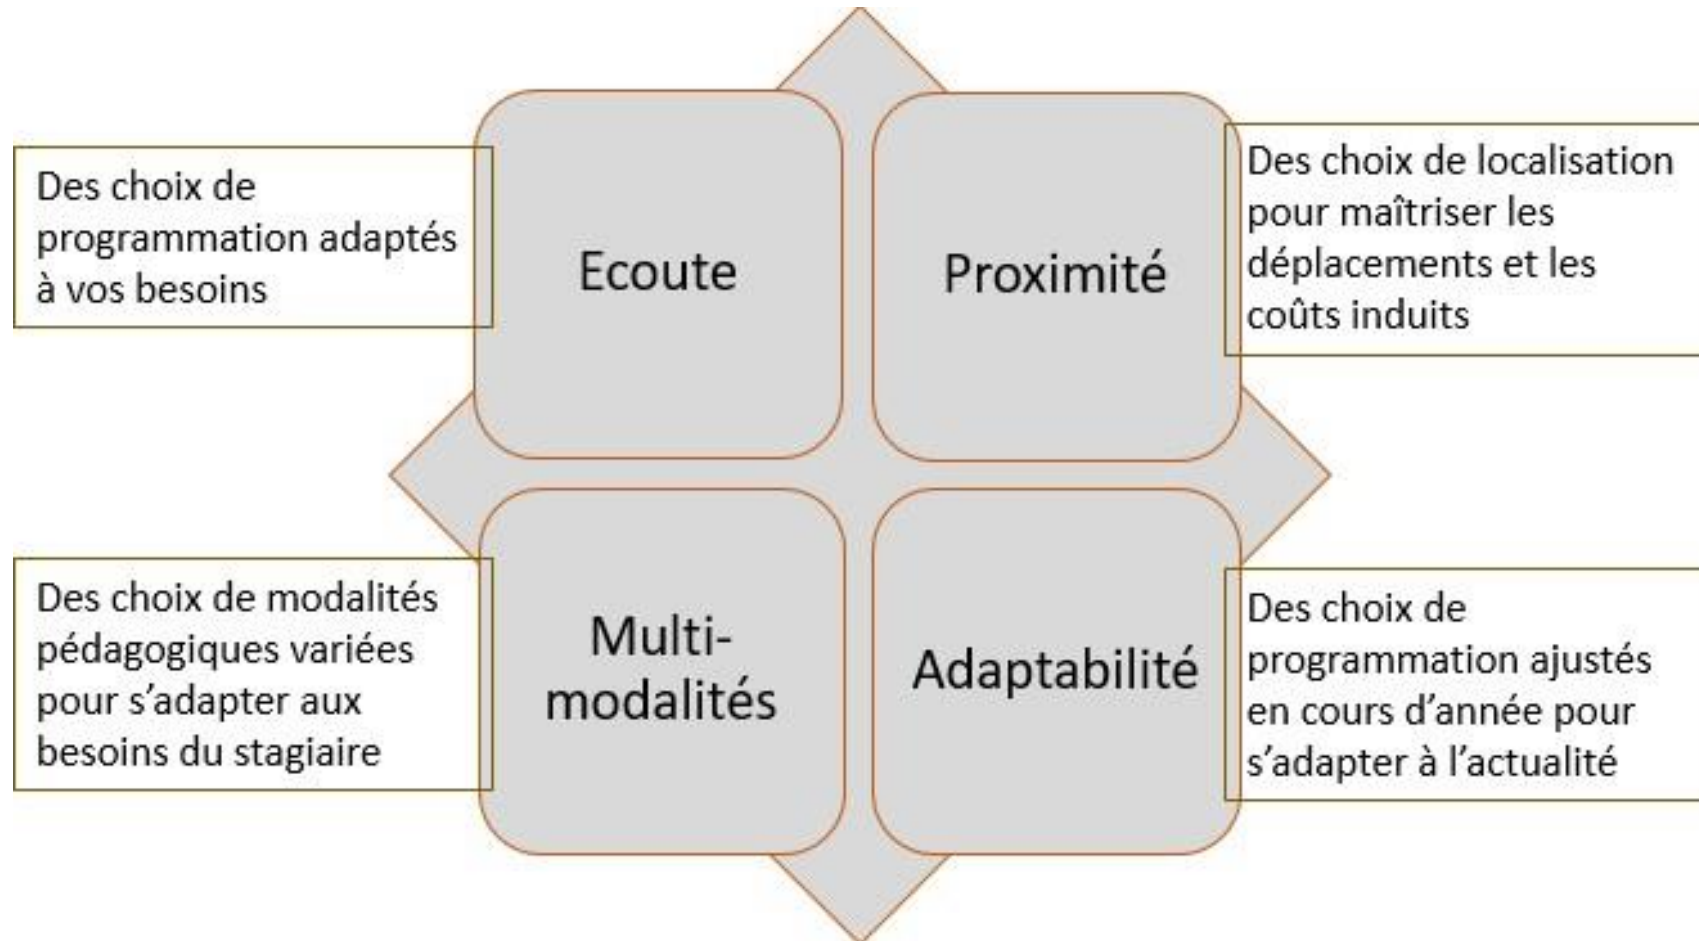 Des choix de
programmation adaptés
à vos besoins
Ecoute
Proximité
Des choix de localisation
pour maîtriser les
déplacements et les
coûts induits
Des choix de modalités
pédagogiques variées
pour s’adapter aux
besoins du stagiaire
Multi-
modalités
Adaptabilité
Des choix de
programmation ajustés
en cours d’année pour
s’adapter à l’actualité